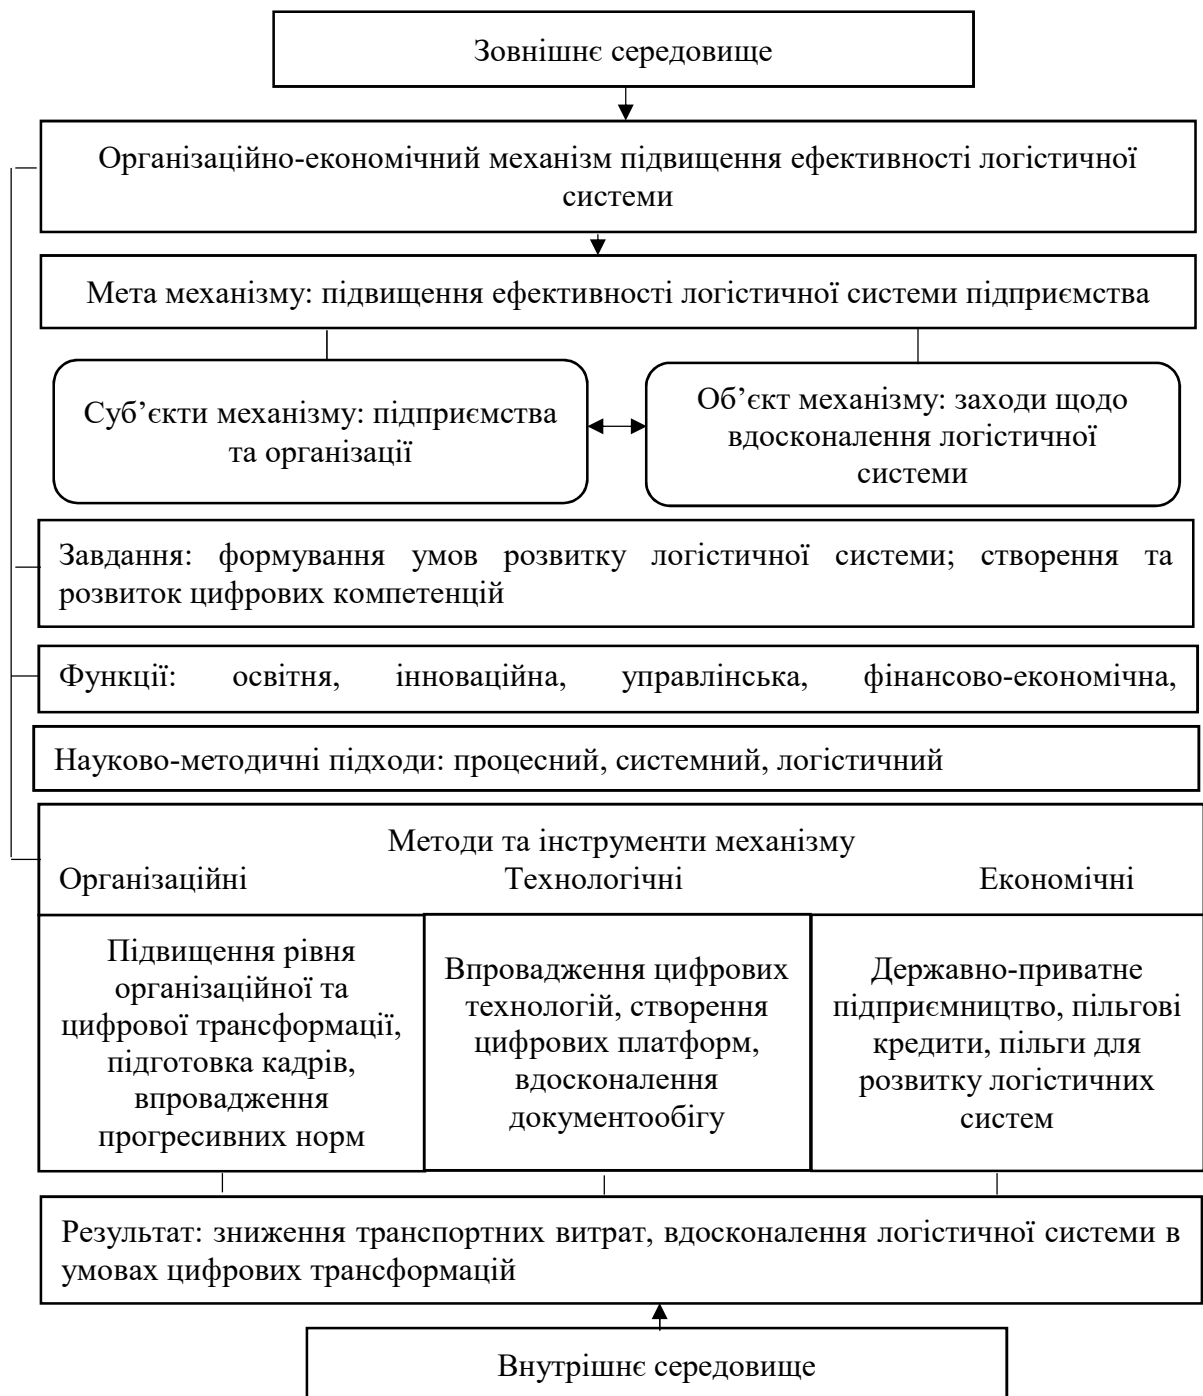 Зовнішнє середовище
Організаційно-економічний механізм підвищення ефективності логістичної
системи
Мета механізму: підвищення ефективності логістичної системи підприємства
Суб’єкти механізму: підприємства
та організації
Об’єкт механізму: заходи щодо
вдосконалення логістичної
системи
Завдання: формування умов розвитку логістичної системи; створення та
розвиток цифрових компетенцій
Функції: освітня, інноваційна, управлінська, фінансово-економічна,
Науково-методичні підходи: процесний, системний, логістичний
Методи та інструменти механізму
Організаційні Технологічні Економічні
Підвищення рівня
організаційної та
цифрової трансформації,
підготовка кадрів,
впровадження
прогресивних норм
Впровадження цифрових
технологій, створення
цифрових платформ,
вдосконалення
документообігу
Державно-приватне
підприємництво, пільгові
кредити, пільги для
розвитку логістичних
систем
Результат: зниження транспортних витрат, вдосконалення логістичної системи в
умовах цифрових трансформацій
Внутрішнє середовище